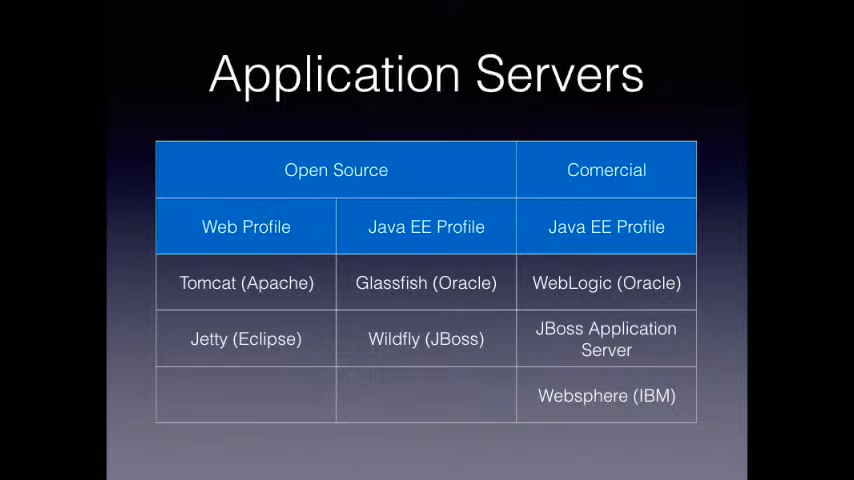 Application Servers
Open Source
Comercial
Web Profile
Java EE Profile
Java EE Profile
Tomcat (Apache)
Glassfish (Oracle)
WebLogic (Oracle)
Jetty (Eclipse)
Wildfly (JBoss)
JBoss Application
Server
Websphere (IBM)